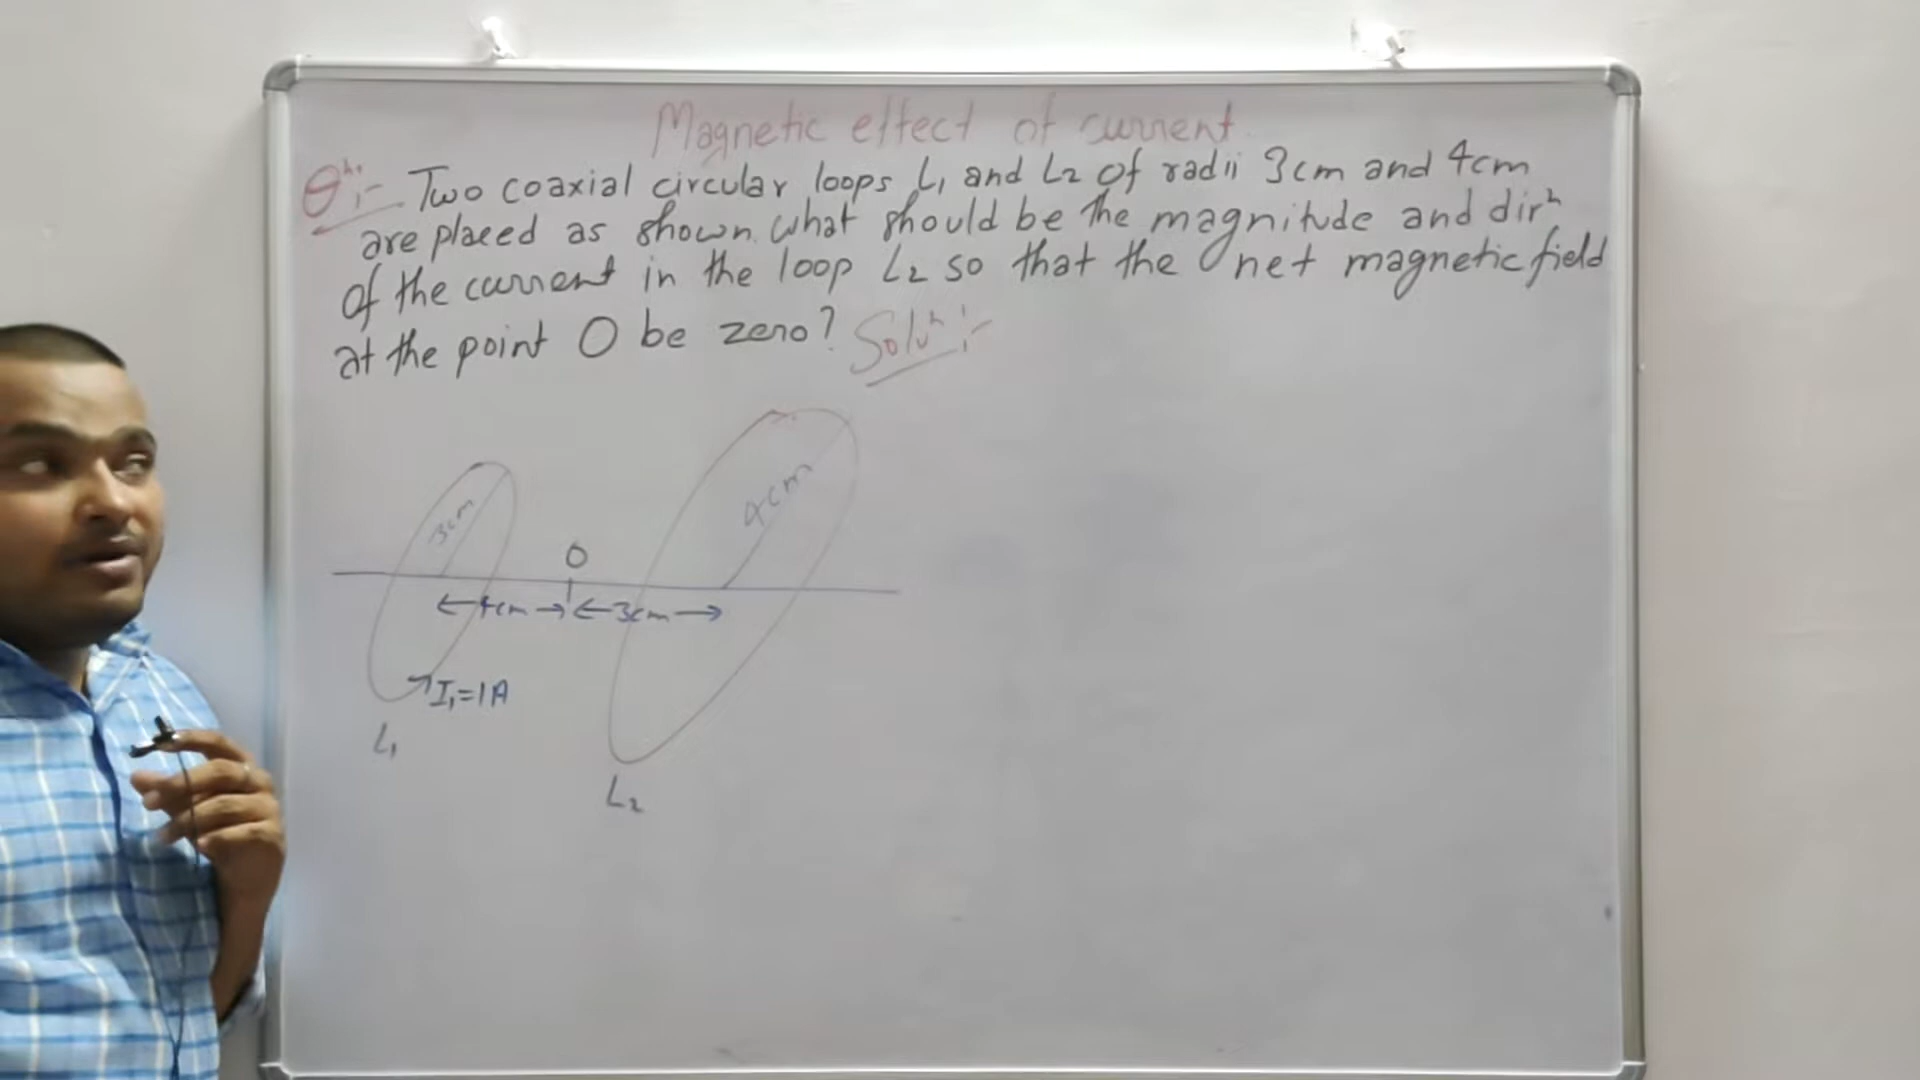 Magnetic effect of current.
Qn:- Two coaxial circular loops L1 and L2 of radii 3cm and 4cm
are placed as shown. what should be the magnitude and dirn
of the current in the loop L2 so that the net magnetic field
at the point O be zero? Solun:-
3cm
4cm
O
4cm 3cm
I1=1A
L1
L2